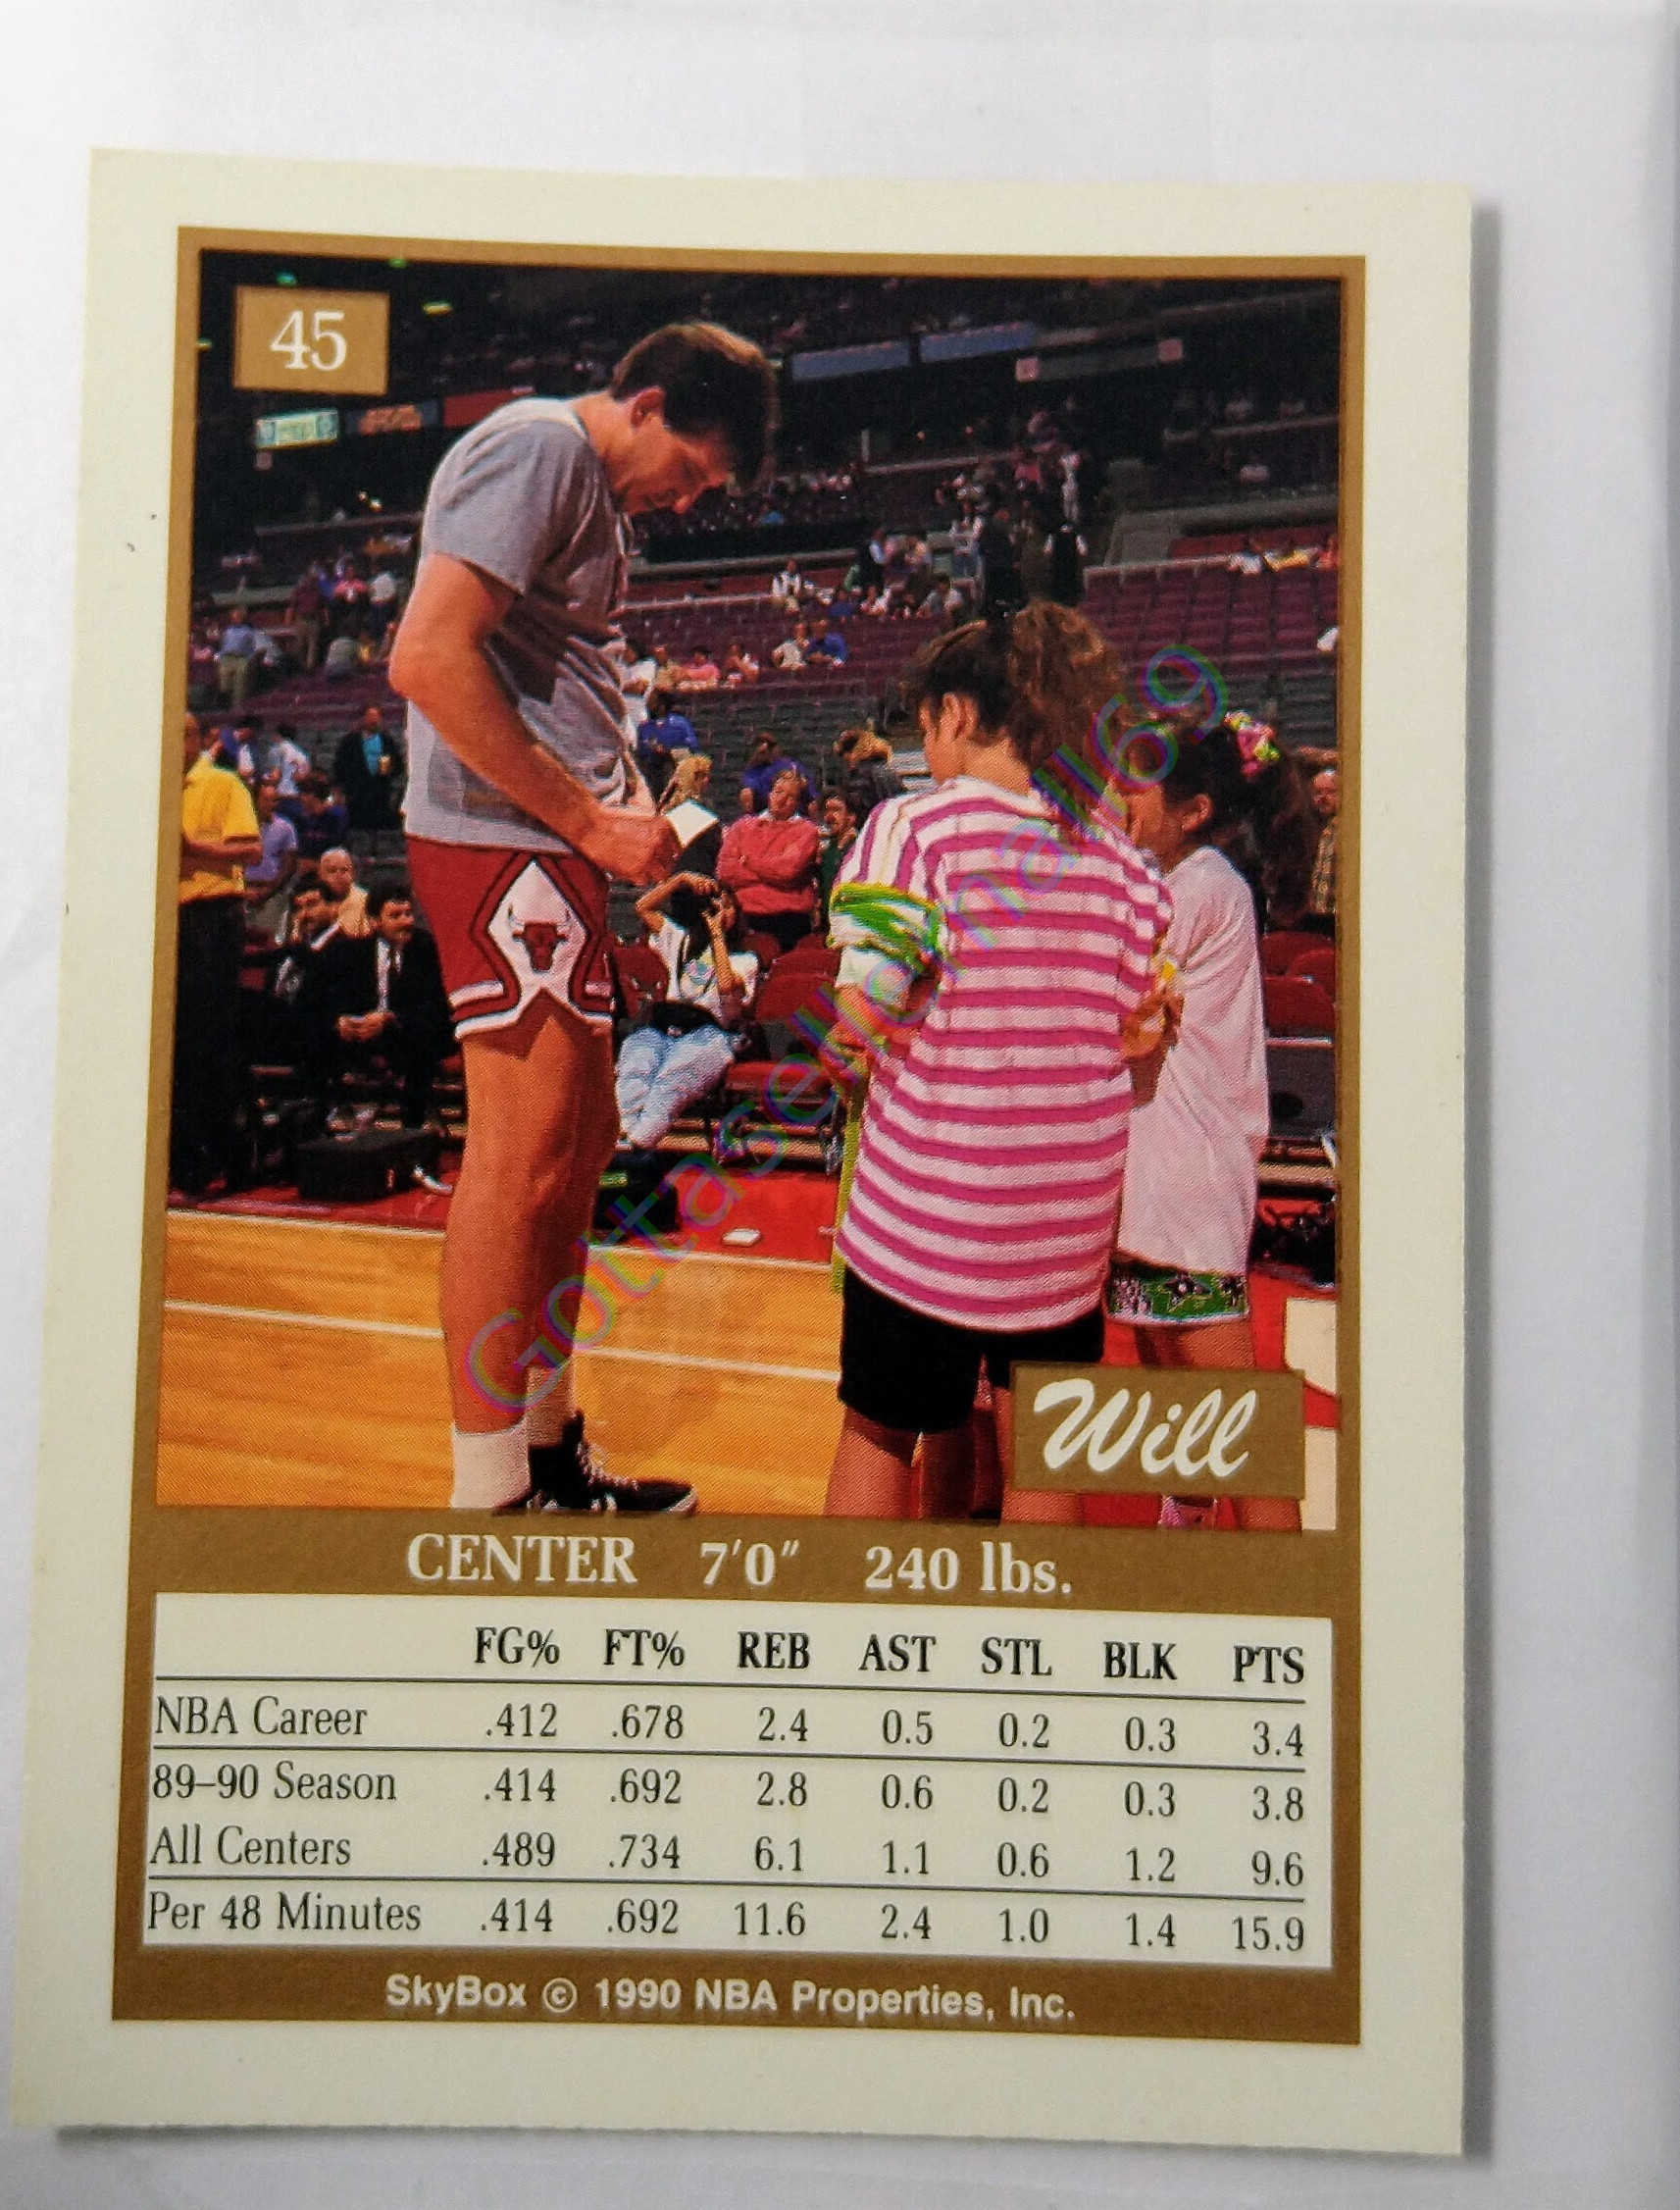 45
Gottasellemall69
Will
CENTER 7'0" 240 lbs.
FG% FT% REB AST STL BLK PTS
NBA Career .412 .678 2.4 0.5 0.2 0.3 3.4
89–90 Season .414 .692 2.8 0.6 0.2 0.3 3.8
All Centers .489 .734 6.1 1.1 0.6 1.2 9.6
Per 48 Minutes .414 .692 11.6 2.4 1.0 1.4 15.9
SkyBox © 1990 NBA Properties, Inc.